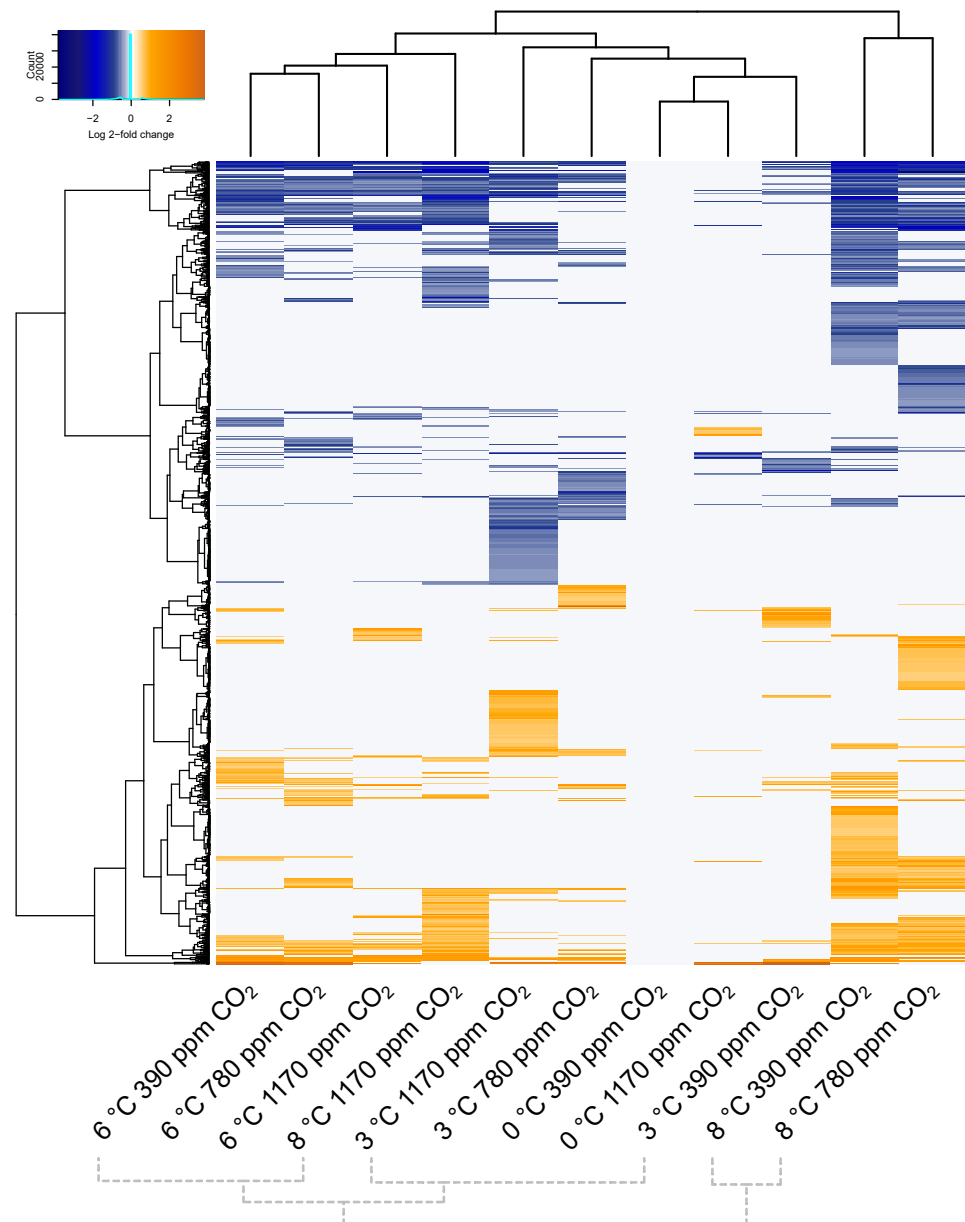 Count
0 20000
−2 0 2
Log 2−fold change
6 °C 390 ppm CO₂
6 °C 780 ppm CO₂
6 °C 1170 ppm CO₂
8 °C 1170 ppm CO₂
3 °C 1170 ppm CO₂
3 °C 780 ppm CO₂
0 °C 390 ppm CO₂
0 °C 1170 ppm CO₂
3 °C 390 ppm CO₂
8 °C 390 ppm CO₂
8 °C 780 ppm CO₂